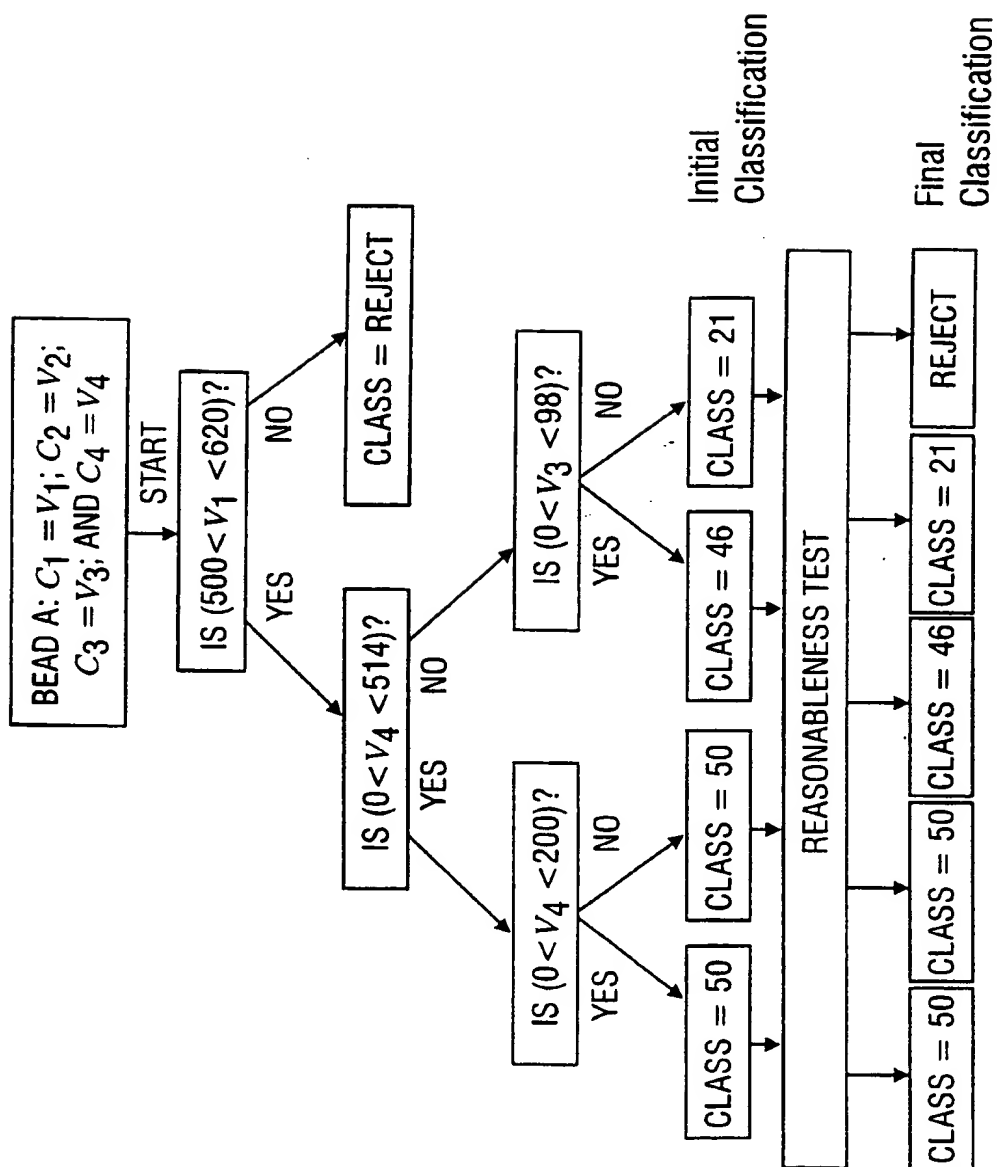 BEAD A: C1 = V1; C2 = V2;
C3 = V3; AND C4 = V4
START
IS (500< V1 <620)?
YES
NO
IS (0< V4 <514)?
CLASS = REJECT
YES
NO
IS (0< V4 <200)?
IS (0< V3 <98)?
YES
NO
YES
NO
CLASS = 50
CLASS = 50
CLASS = 46
CLASS = 21
Initial
Classification
REASONABLENESS TEST
CLASS = 50
CLASS = 50
CLASS = 46
CLASS = 21
REJECT
Final
Classification